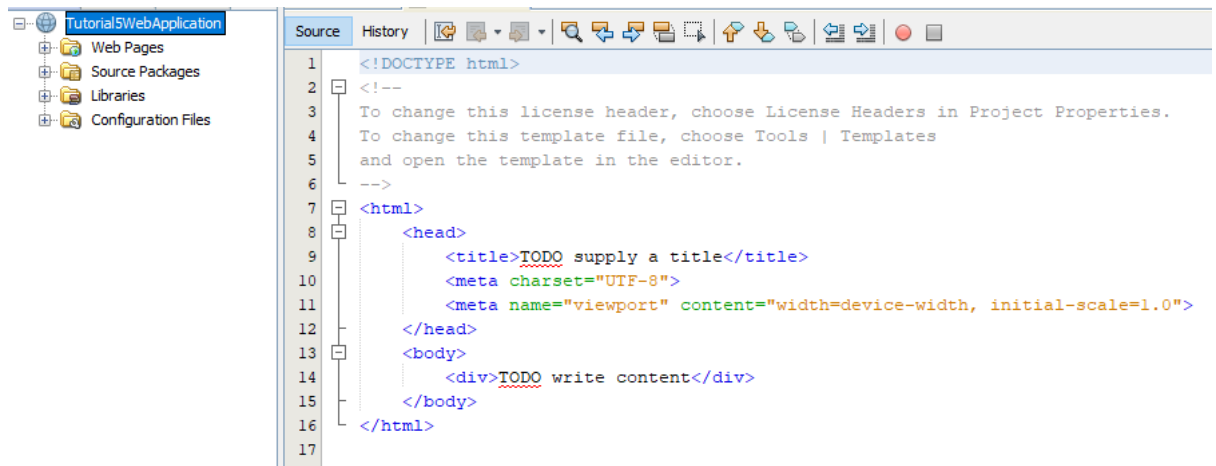 Tutorial5WebApplication
Web Pages
Source Packages
Libraries
Configuration Files
Source History
1 <!DOCTYPE html>
2 <!--
3 To change this license header, choose License Headers in Project Properties.
4 To change this template file, choose Tools | Templates
5 and open the template in the editor.
6 -->
7 <html>
8 <head>
9 <title>TODO supply a title</title>
10 <meta charset="UTF-8">
11 <meta name="viewport" content="width=device-width, initial-scale=1.0">
12 </head>
13 <body>
14 <div>TODO write content</div>
15 </body>
16 </html>
17